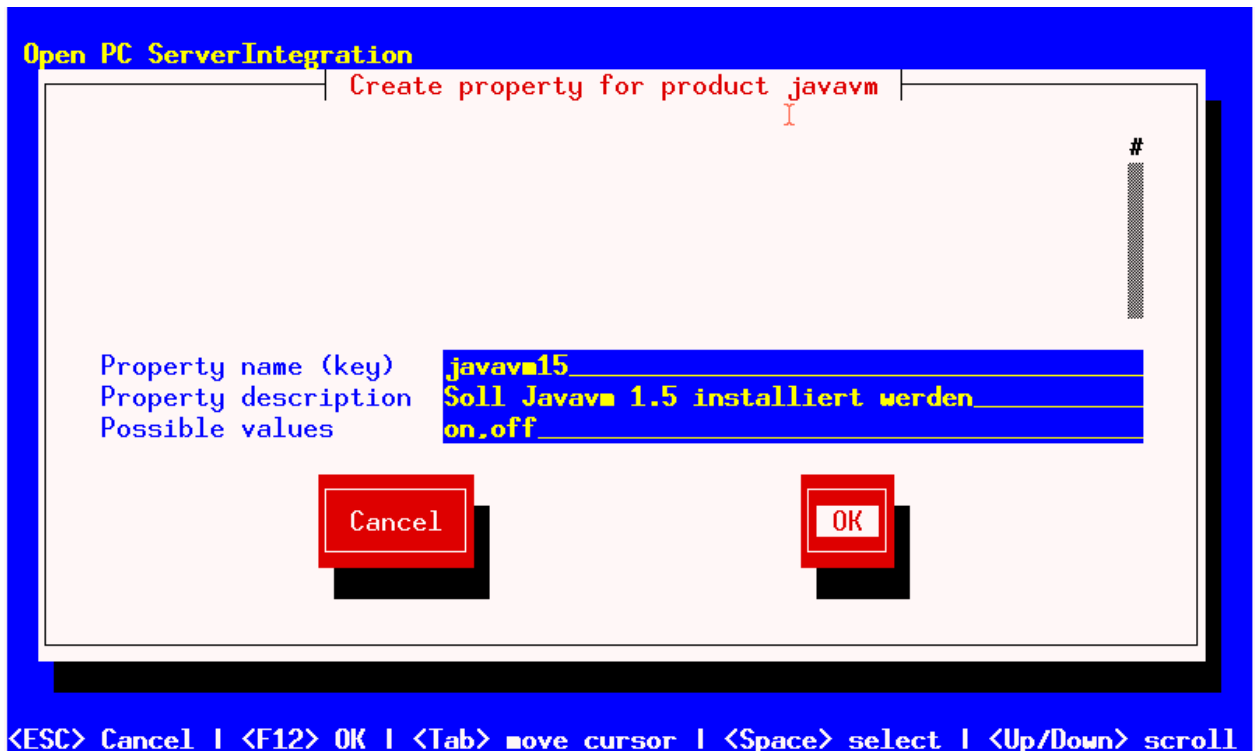 Open PC ServerIntegration
Create property for product javavm
#
Property name (key) javavm15
Property description Soll Javavm 1.5 installiert werden
Possible values on,off
Cancel OK
<ESC> Cancel | <F12> OK | <Tab> move cursor | <Space> select | <Up/Down> scroll